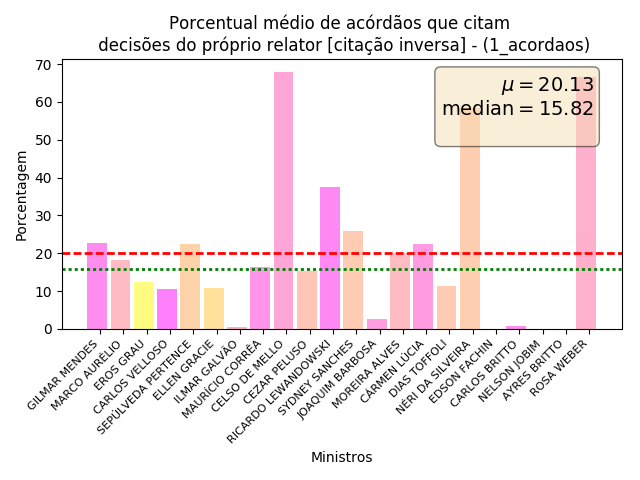 Porcentual médio de acórdãos que citam
decisões do próprio relator [citação inversa] - (1_acordaos)
μ = 20.13
median = 15.82
Porcentagem
70
60
50
40
30
20
10
0
GILMAR MENDES
MARCO AURÉLIO
EROS GRAU
CARLOS VELLOSO
SEPÚLVEDA PERTENCE
ELLEN GRACIE
ILMAR GALVÃO
MAURÍCIO CORRÊA
CELSO DE MELLO
CEZAR PELUSO
RICARDO LEWANDOWSKI
SYDNEY SANCHES
JOAQUIM BARBOSA
MOREIRA ALVES
CÁRMEN LÚCIA
DIAS TOFFOLI
NÉRI DA SILVEIRA
EDSON FACHIN
CARLOS BRITTO
NELSON JOBIM
AYRES BRITTO
ROSA WEBER
Ministros